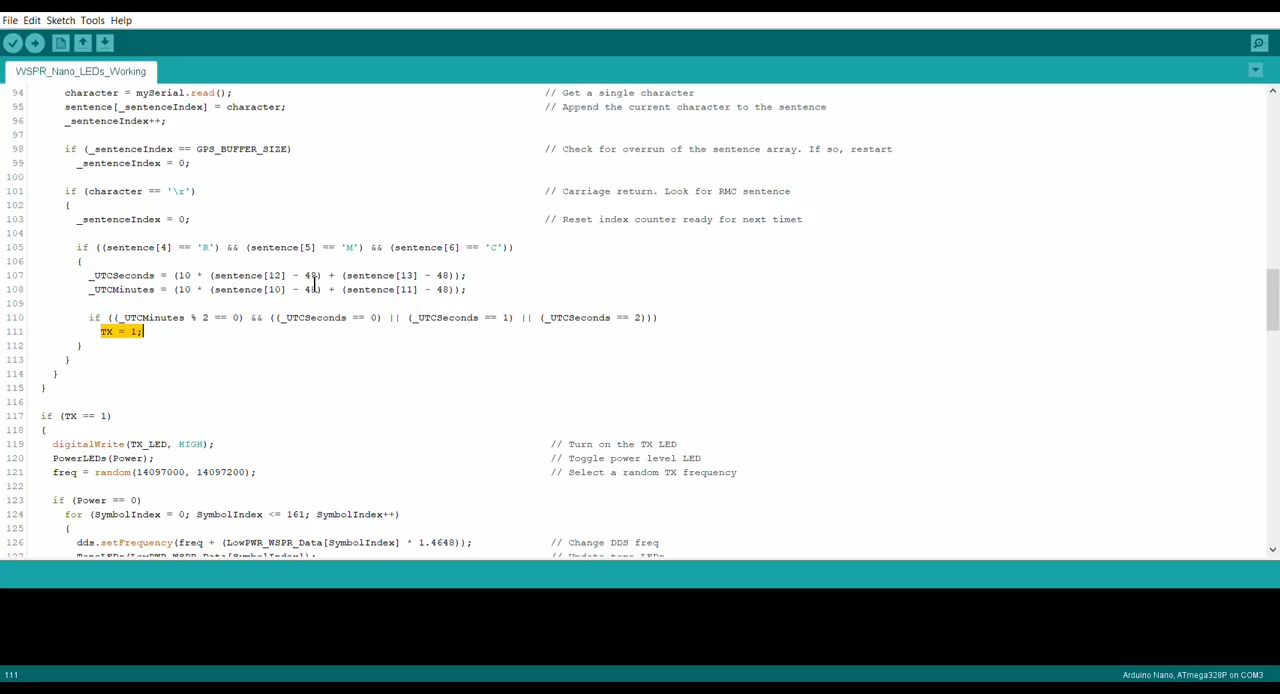 File Edit Sketch Tools Help
WSPR_Nano_LEDs_Working
94 character = mySerial.read(); // Get a single character
95 sentence[_sentenceIndex] = character; // Append the current character to the sentence
96 _sentenceIndex++;
97
98 if (_sentenceIndex == GPS_BUFFER_SIZE) // Check for overrun of the sentence array. If so, restart
99 _sentenceIndex = 0;
100
101 if (character == '\r') // Carriage return. Look for RMC sentence
102 {
103 _sentenceIndex = 0; // Reset index counter ready for next timet
104
105 if ((sentence[4] == 'R') && (sentence[5] == 'M') && (sentence[6] == 'C'))
106 {
107 _UTCSeconds = (10 * (sentence[12] - 48) + (sentence[13] - 48));
108 _UTCMinutes = (10 * (sentence[10] - 48) + (sentence[11] - 48));
109
110 if ((_UTCMinutes % 2 == 0) && ((_UTCSeconds == 0) || (_UTCSeconds == 1) || (_UTCSeconds == 2)))
111 TX = 1;
112 }
113 }
114 }
115 }
116
117 if (TX == 1)
118 {
119 digitalWrite(TX_LED, HIGH); // Turn on the TX LED
120 PowerLEDs(Power); // Toggle power level LED
121 freq = random(14097000, 14097200); // Select a random TX frequency
122
123 if (Power == 0)
124 for (SymbolIndex = 0; SymbolIndex <= 161; SymbolIndex++)
125 {
126 dds.setFrequency(freq + (LowPWR_WSPR_Data[SymbolIndex] * 1.4648)); // Change DDS freq
127 ToneLEDs(LowPWR_WSPR_Data[SymbolIndex]); // Update tone LEDs
111 Arduino Nano, ATmega328P on COM3